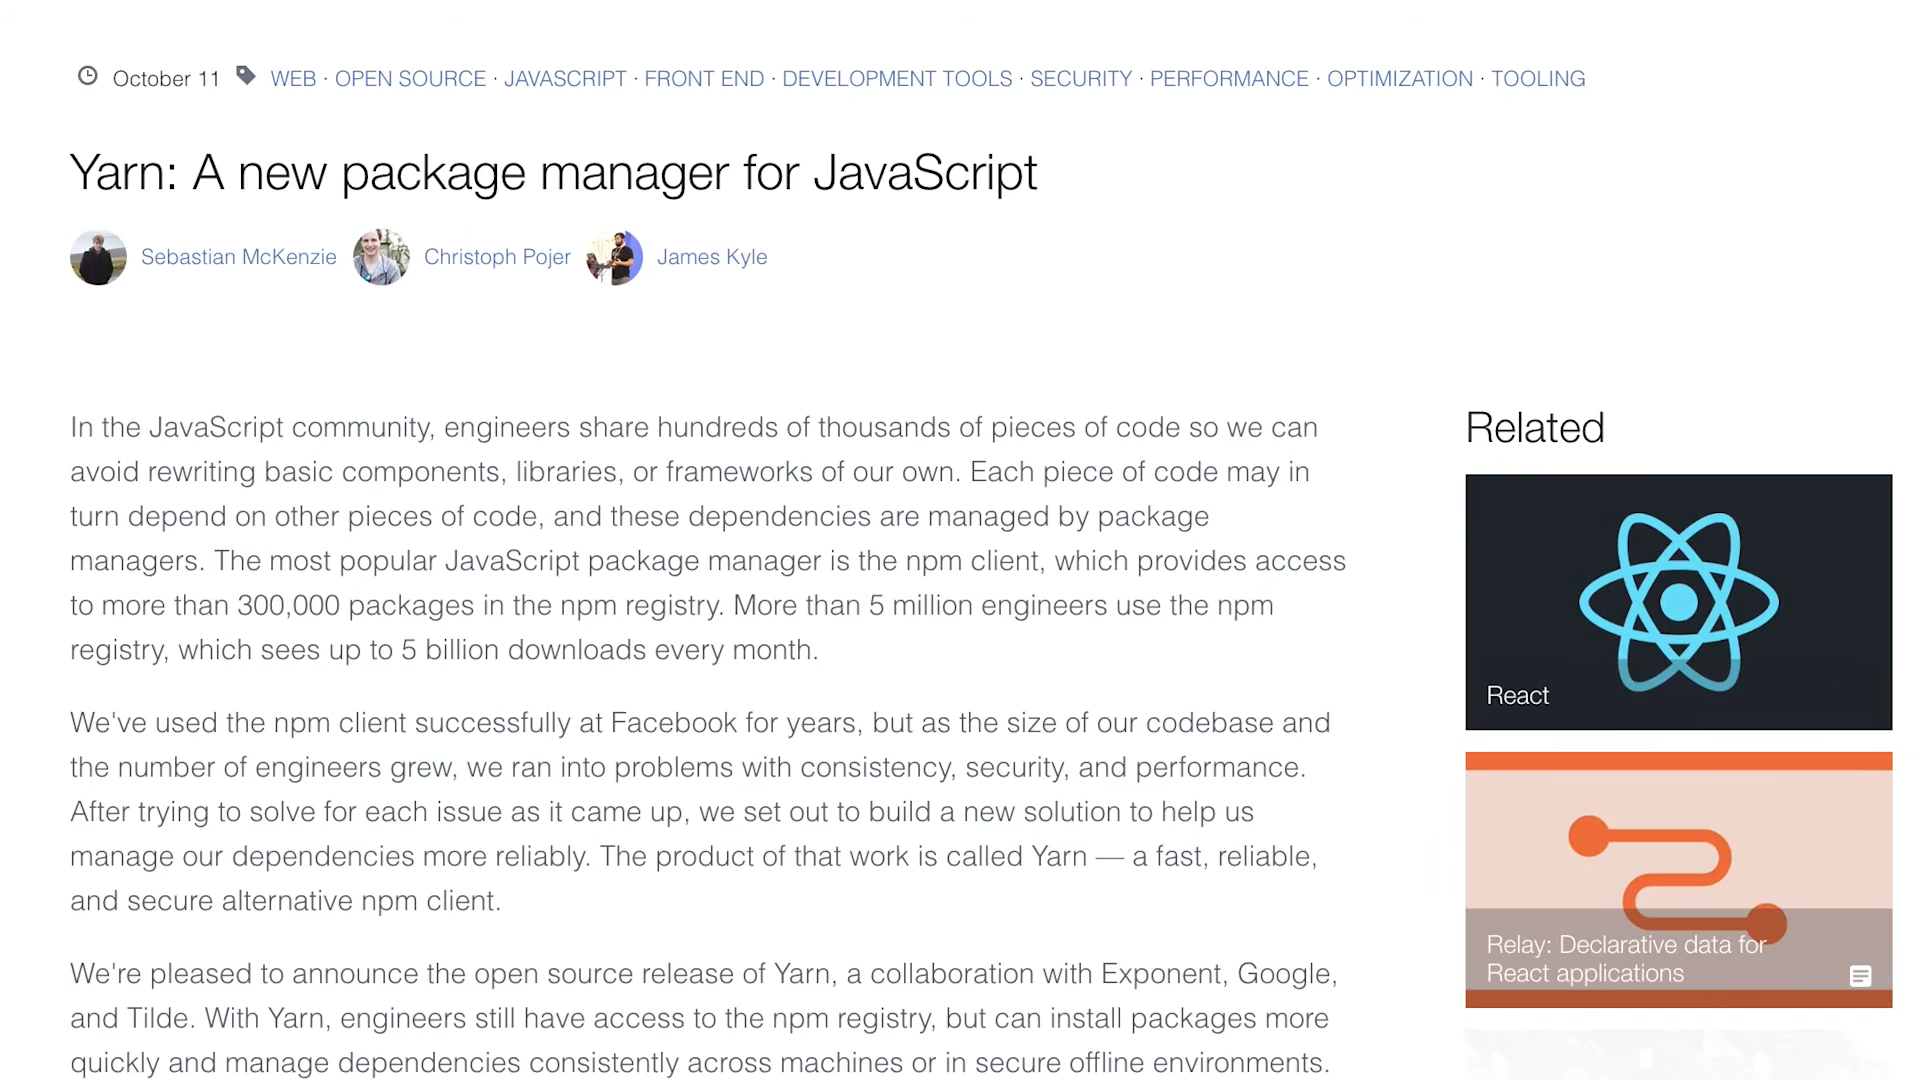 October 11 WEB · OPEN SOURCE · JAVASCRIPT · FRONT END · DEVELOPMENT TOOLS · SECURITY · PERFORMANCE · OPTIMIZATION · TOOLING
Yarn: A new package manager for JavaScript
Sebastian McKenzie Christoph Pojer James Kyle
In the JavaScript community, engineers share hundreds of thousands of pieces of code so we can
avoid rewriting basic components, libraries, or frameworks of our own. Each piece of code may in
turn depend on other pieces of code, and these dependencies are managed by package
managers. The most popular JavaScript package manager is the npm client, which provides access
to more than 300,000 packages in the npm registry. More than 5 million engineers use the npm
registry, which sees up to 5 billion downloads every month.
We've used the npm client successfully at Facebook for years, but as the size of our codebase and
the number of engineers grew, we ran into problems with consistency, security, and performance.
After trying to solve for each issue as it came up, we set out to build a new solution to help us
manage our dependencies more reliably. The product of that work is called Yarn — a fast, reliable,
and secure alternative npm client.
We're pleased to announce the open source release of Yarn, a collaboration with Exponent, Google,
and Tilde. With Yarn, engineers still have access to the npm registry, but can install packages more
quickly and manage dependencies consistently across machines or in secure offline environments.
Related
React
Relay: Declarative data for
React applications